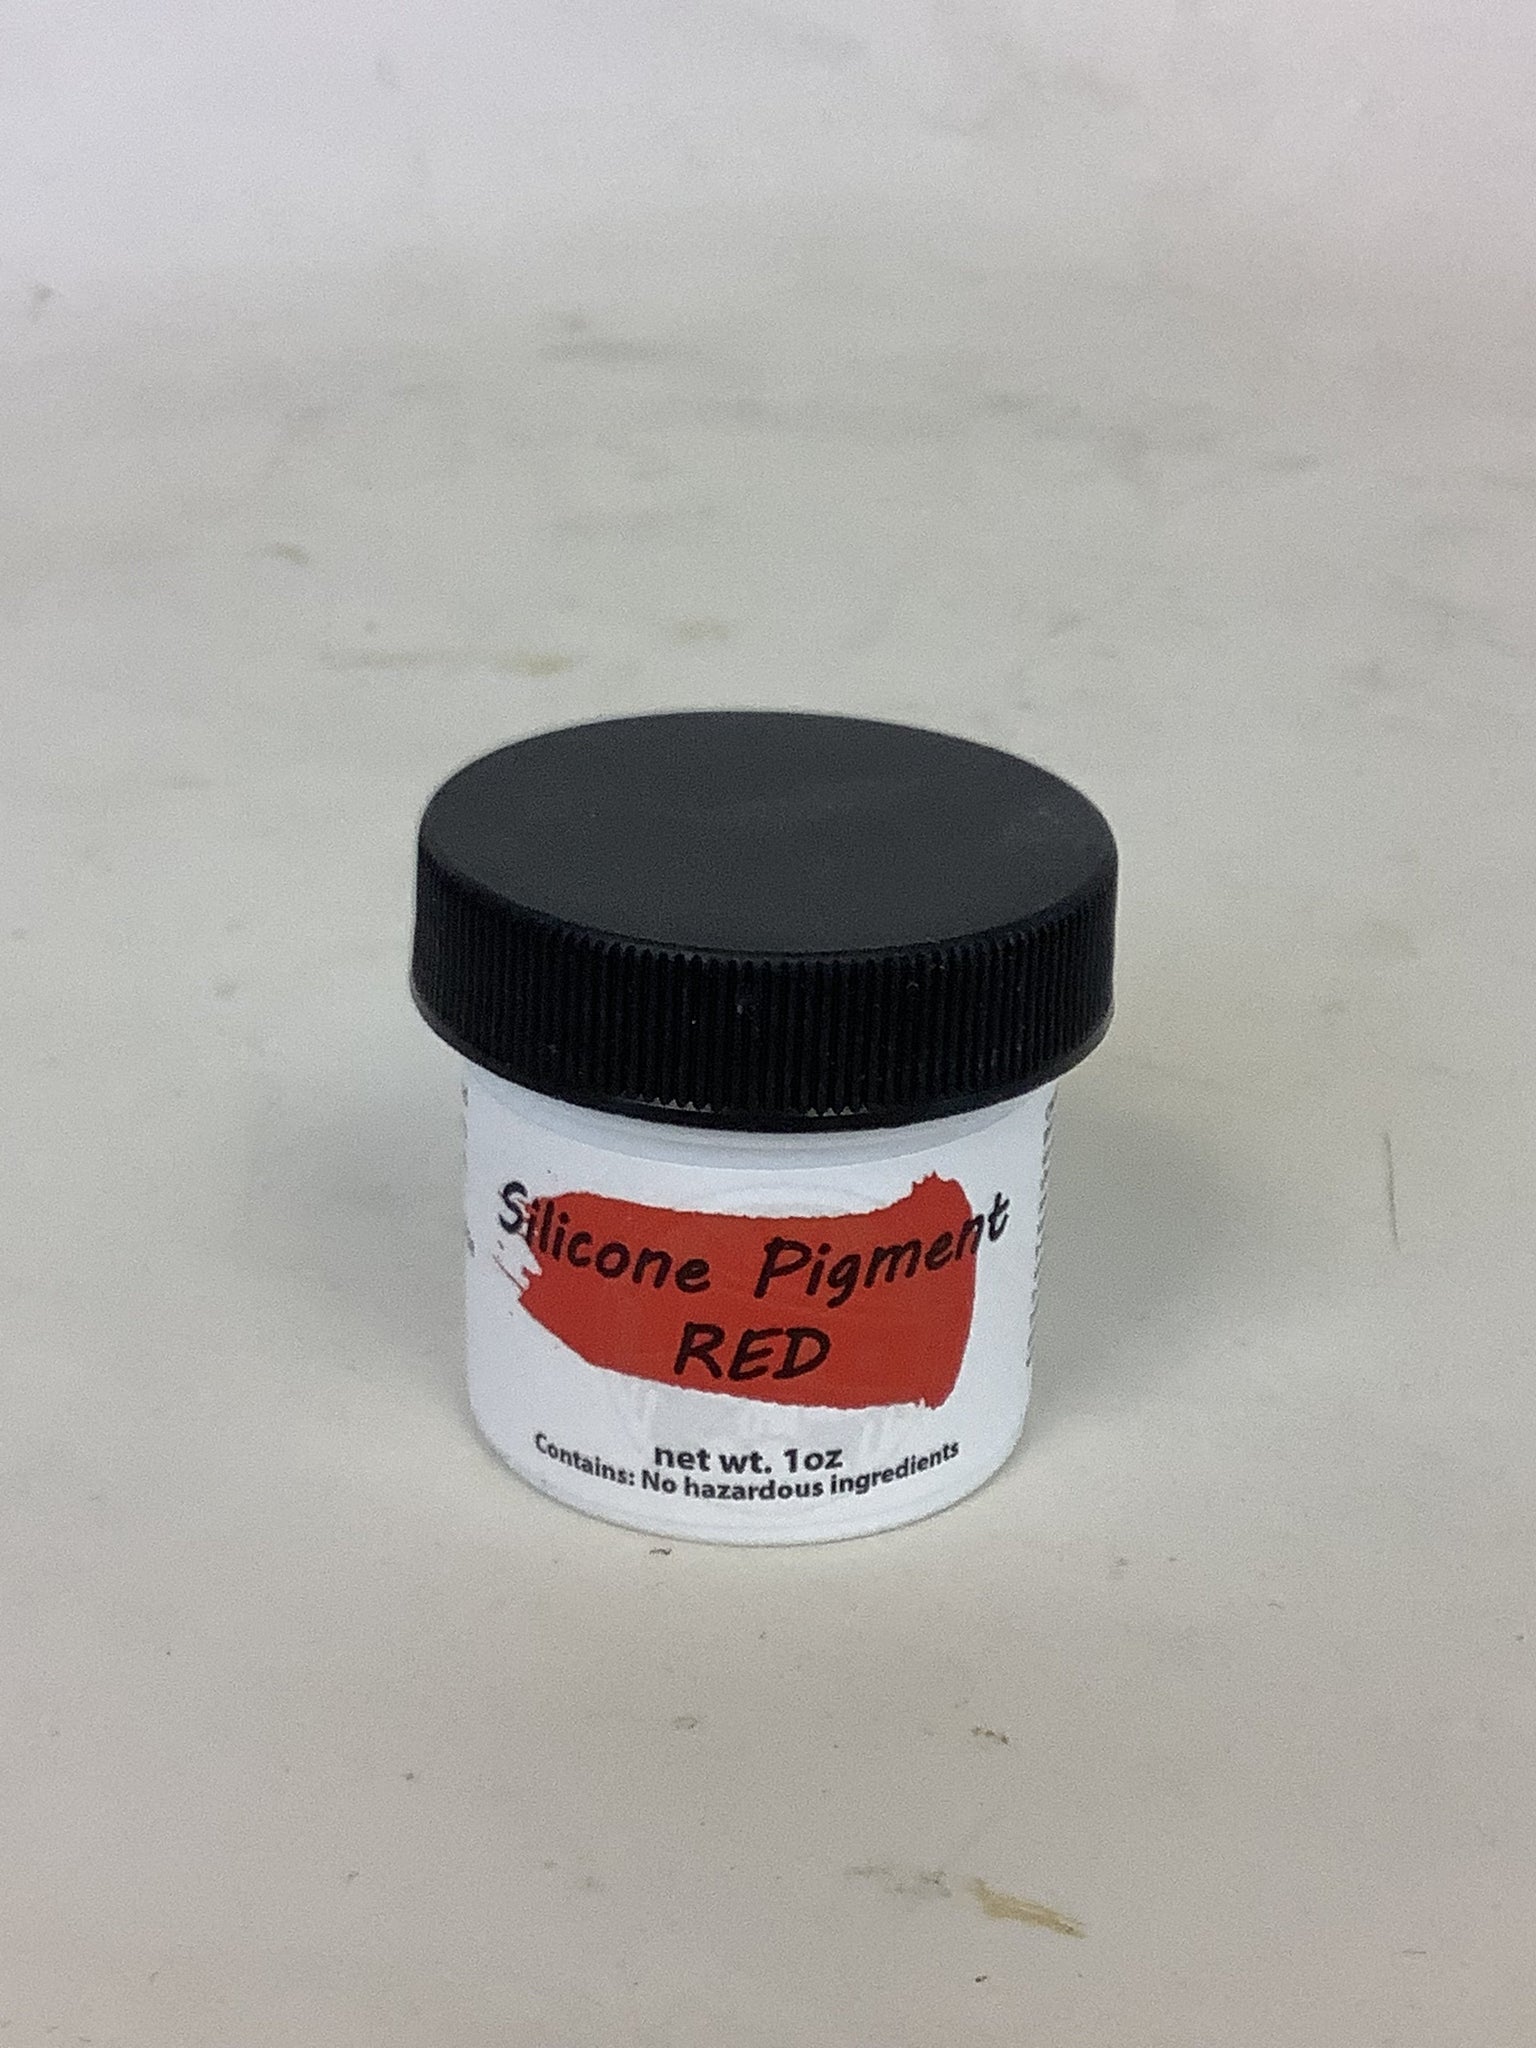 Silicone Pigment
RED
net wt. 1oz
Contains: No hazardous ingredients